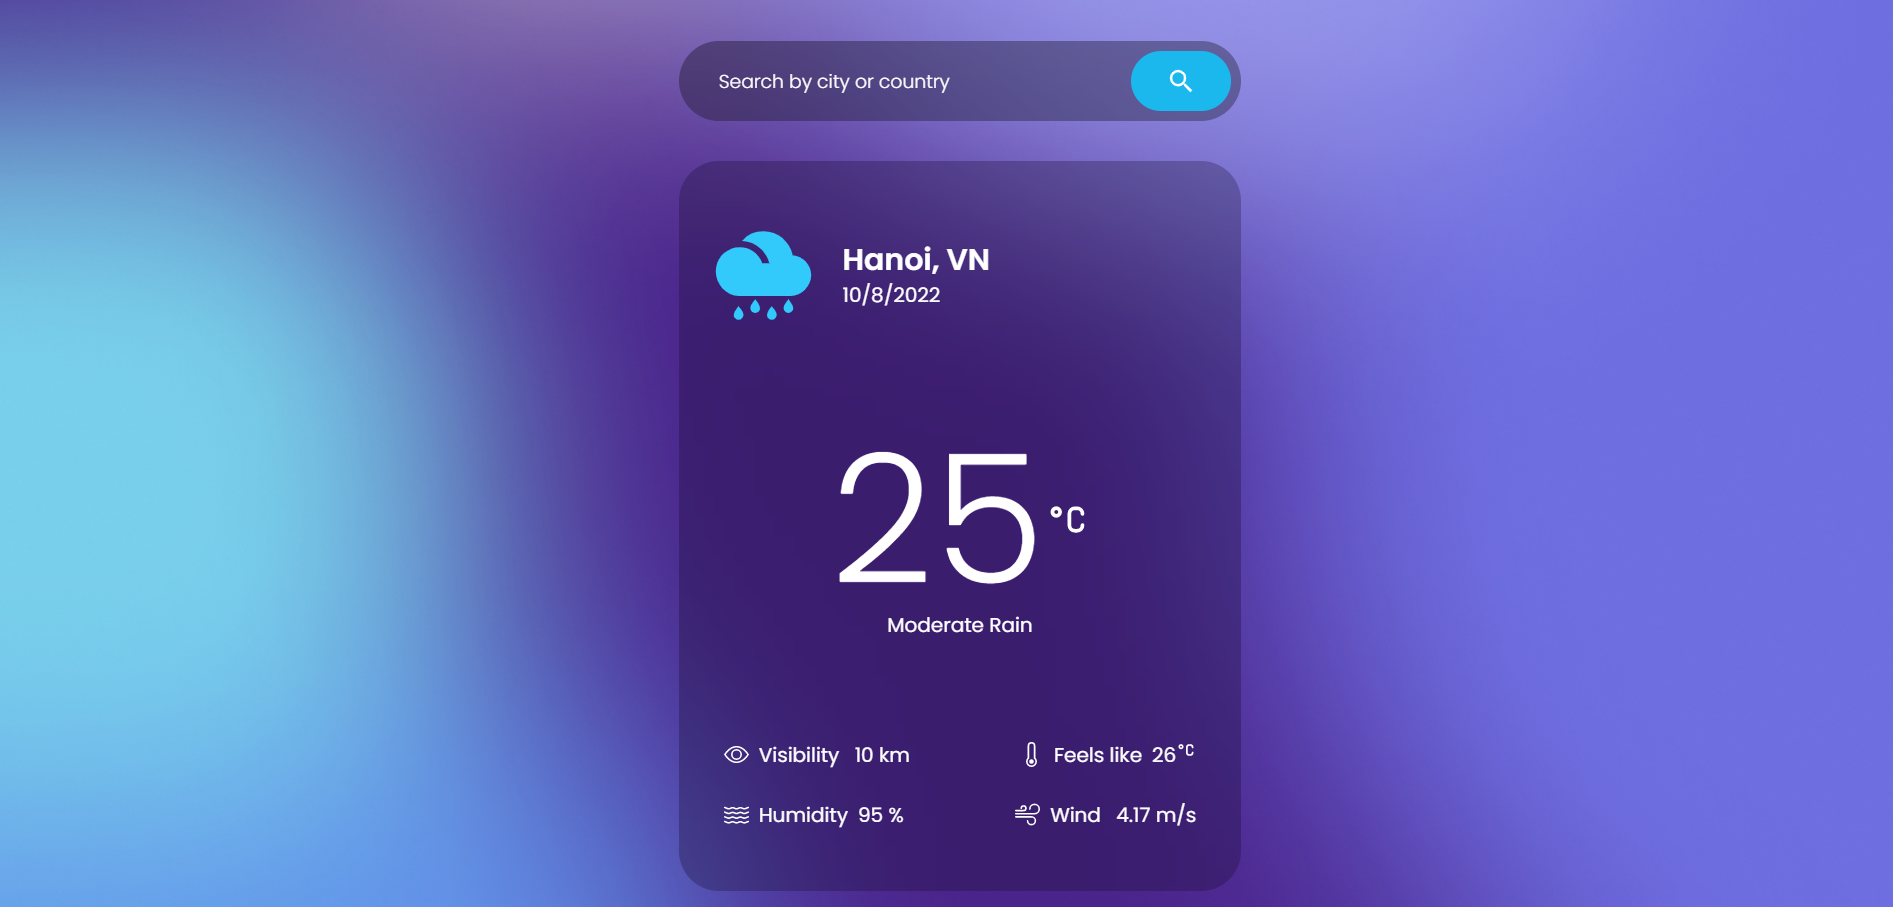 Search by city or country
Hanoi, VN
10/8/2022
25 °C
Moderate Rain
Visibility 10 km
Feels like 26 °C
Humidity 95 %
Wind 4.17 m/s